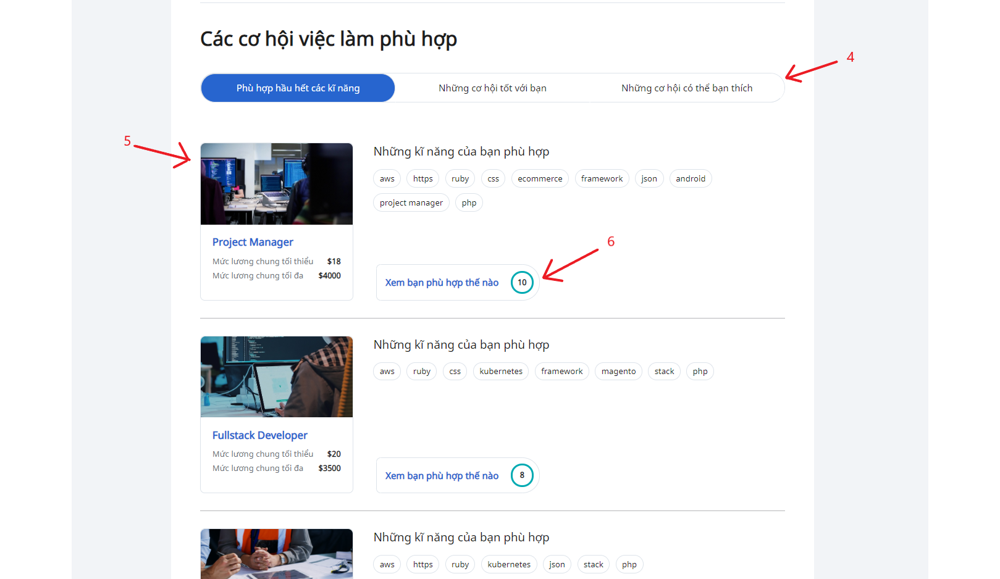 Các cơ hội việc làm phù hợp
4
Phù hợp hầu hết các kĩ năng Những cơ hội tốt với bạn Những cơ hội có thể bạn thích
5
Những kĩ năng của bạn phù hợp
aws https ruby css ecommerce framework json android
project manager php
Project Manager
Mức lương chung tối thiểu $18
Mức lương chung tối đa $4000
6
Xem bạn phù hợp thế nào 10
Những kĩ năng của bạn phù hợp
aws ruby css kubernetes framework magento stack php
Fullstack Developer
Mức lương chung tối thiểu $20
Mức lương chung tối đa $3500
Xem bạn phù hợp thế nào 8
Những kĩ năng của bạn phù hợp
aws https ruby kubernetes json stack php